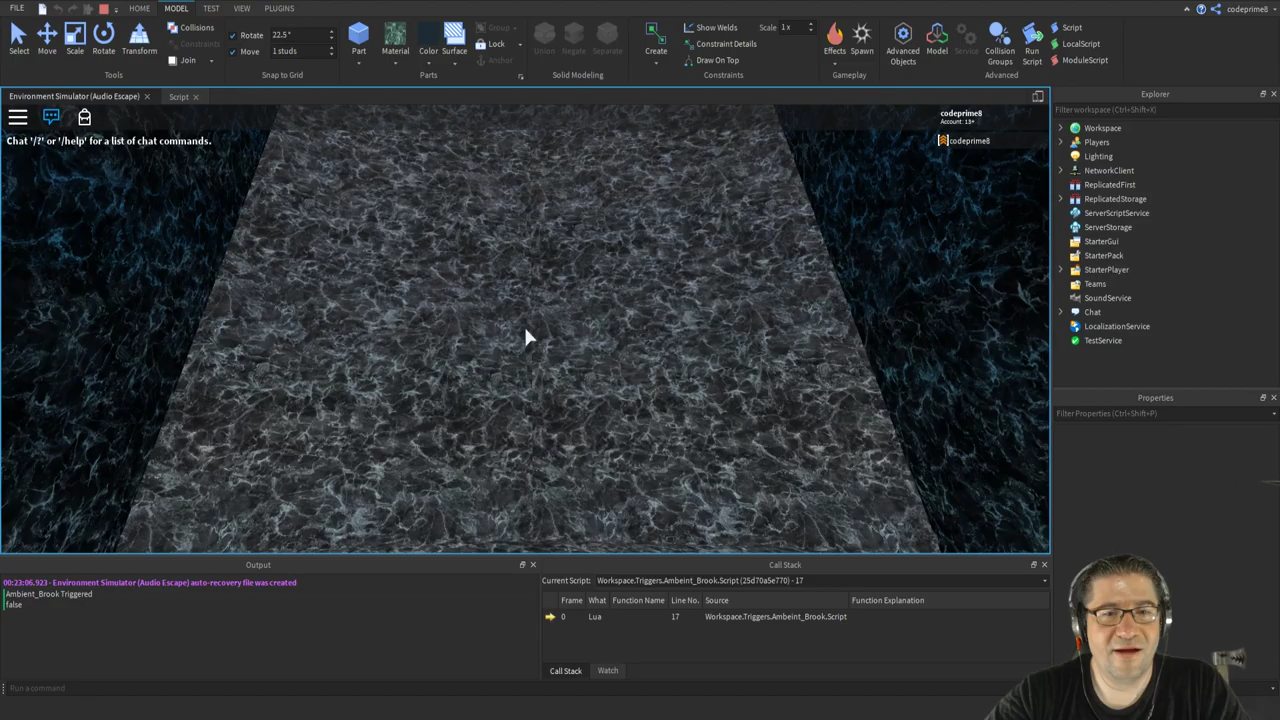 FILE HOME MODEL TEST VIEW PLUGINS codeprime8
Select Move Scale Rotate Transform
Collisions
Constraints
Join
Tools
Rotate 22.5°
Move 1 studs
Snap to Grid
Part Material Color Surface
Group
Lock
Anchor
Parts
Union Negate Separate
Solid Modeling
Create
Show Welds Scale 1x
Constraint Details
Draw On Top
Constraints
Effects Spawn
Gameplay
Advanced Objects Model Service Collision Groups Run Script
Script
LocalScript
ModuleScript
Advanced
Environment Simulator (Audio Escape) Script
codeprime8
Account: 13+
codeprime8
Chat '/?' or '/help' for a list of chat commands.
Explorer
Filter workspace (Ctrl+Shift+X)
Workspace
Players
Lighting
NetworkClient
ReplicatedFirst
ReplicatedStorage
ServerScriptService
ServerStorage
StarterGui
StarterPack
StarterPlayer
Teams
SoundService
Chat
LocalizationService
TestService
Properties
Filter Properties (Ctrl+Shift+P)
Output
00:23:06.923 - Environment Simulator (Audio Escape) auto-recovery file was created
Ambient_Brook Triggered
false
Call Stack
Current Script: Workspace.Triggers.Ambeint_Brook.Script (25d70a5e770) - 17
Frame What Function Name Line No. Source Function Explanation
0 Lua 17 Workspace.Triggers.Ambeint_Brook.Script
Call Stack Watch
Run a command